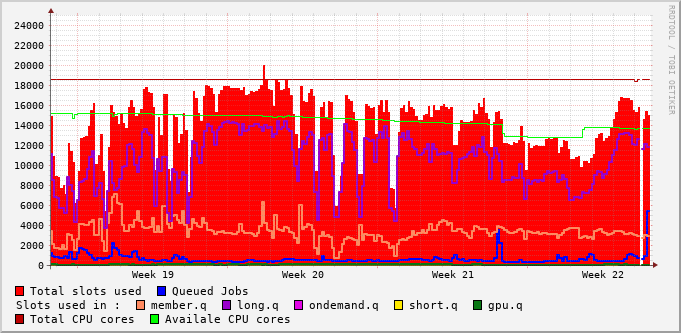 RRDTOOL / TOBI OETIKER
24000
22000
20000
18000
16000
14000
12000
10000
8000
6000
4000
2000
0
Week 19 Week 20 Week 21 Week 22
Total slots used Queued Jobs
Slots used in : member.q long.q ondemand.q short.q gpu.q
Total CPU cores Availale CPU cores